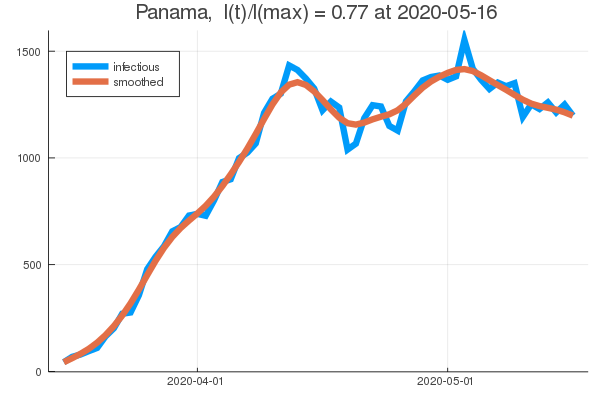 Panama, I(t)/I(max) = 0.77 at 2020-05-16
infectious
smoothed
1500
1000
500
0
2020-04-01 2020-05-01